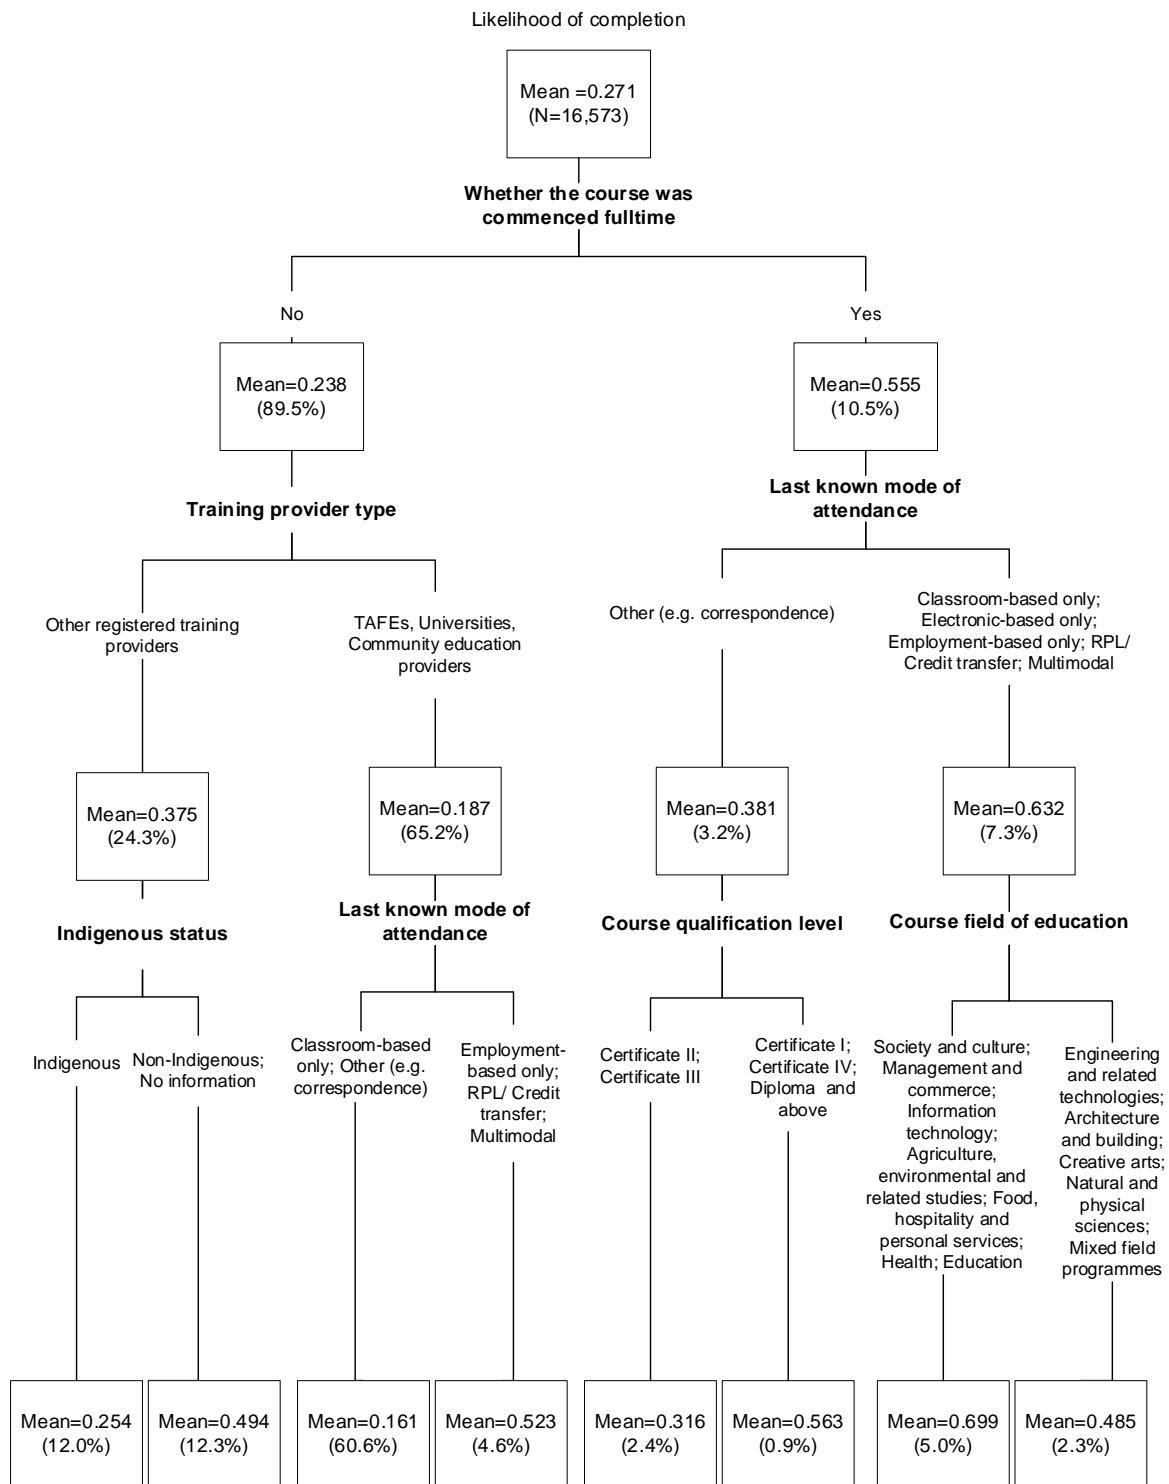 Likelihood of completion
Mean =0.271
(N=16,573)
Whether the course was
commenced fulltime
No
Yes
Mean=0.238
(89.5%)
Mean=0.555
(10.5%)
Training provider type
Last known mode of
attendance
Other registered training
providers
TAFEs, Universities,
Community education
providers
Other (e.g. correspondence)
Classroom-based only;
Electronic-based only;
Employment-based only; RPL/
Credit transfer; Multimodal
Mean=0.375
(24.3%)
Mean=0.187
(65.2%)
Mean=0.381
(3.2%)
Mean=0.632
(7.3%)
Indigenous status
Last known mode of
attendance
Course qualification level
Course field of education
Indigenous
Non-Indigenous;
No information
Classroom-based
only; Other (e.g.
correspondence)
Employment-
based only;
RPL/ Credit
transfer;
Multimodal
Certificate II;
Certificate III
Certificate I;
Certificate IV;
Diploma and
above
Society and culture;
Management and
commerce;
Information
technology;
Agriculture,
environmental and
related studies; Food,
hospitality and
personal services;
Health; Education
Engineering
and related
technologies;
Architecture
and building;
Creative arts;
Natural and
physical
sciences;
Mixed field
programmes
Mean=0.254
(12.0%)
Mean=0.494
(12.3%)
Mean=0.161
(60.6%)
Mean=0.523
(4.6%)
Mean=0.316
(2.4%)
Mean=0.563
(0.9%)
Mean=0.699
(5.0%)
Mean=0.485
(2.3%)